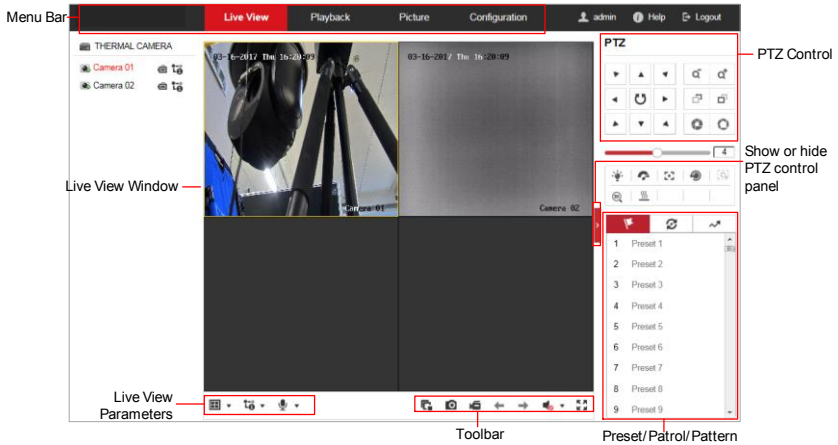 Menu Bar
Live View
Playback
Picture
Configuration
admin
Help
Logout
THERMAL CAMERA
Camera 01
Camera 02
03-16-2017 Thu 16:20:09
Camera 01
03-16-2017 Thu 16:20:09
Camera 02
PTZ
PTZ Control
4
Show or hide
PTZ control
panel
Live View Window
1 Preset 1
2 Preset 2
3 Preset 3
4 Preset 4
5 Preset 5
6 Preset 6
7 Preset 7
8 Preset 8
9 Preset 9
Live View
Parameters
Toolbar
Preset/Patrol/Pattern